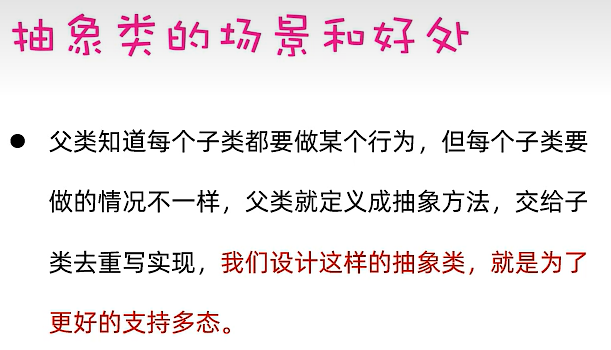 抽象类的场景和好处
● 父类知道每个子类都要做某个行为，但每个子类要
做的情况不一样，父类就定义成抽象方法，交给子
类去重写实现，我们设计这样的抽象类，就是为了
更好的支持多态。